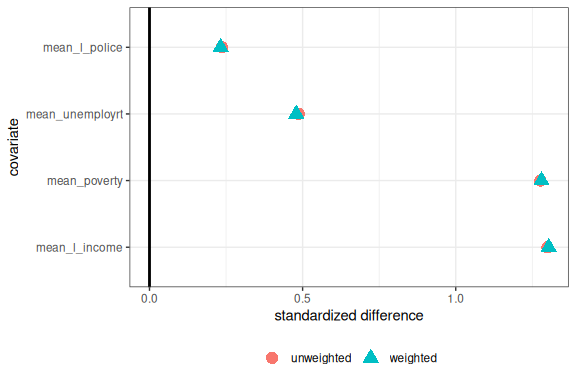 covariate
mean_l_police
mean_unemployrt
mean_poverty
mean_l_income
0.0 0.5 1.0
standardized difference
unweighted weighted